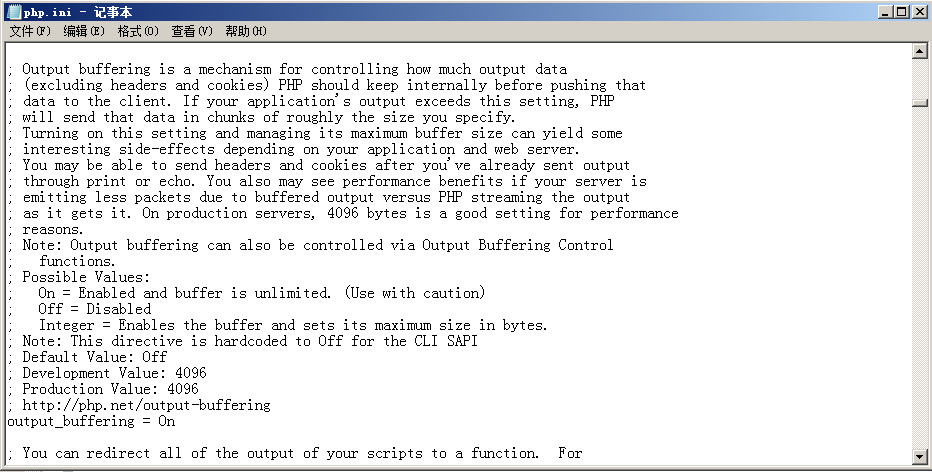 php.ini - 记事本
文件(F) 编辑(E) 格式(O) 查看(V) 帮助(H)
; Output buffering is a mechanism for controlling how much output data
; (excluding headers and cookies) PHP should keep internally before pushing that
; data to the client. If your application's output exceeds this setting, PHP
; will send that data in chunks of roughly the size you specify.
; Turning on this setting and managing its maximum buffer size can yield some
; interesting side-effects depending on your application and web server.
; You may be able to send headers and cookies after you've already sent output
; through print or echo. You also may see performance benefits if your server is
; emitting less packets due to buffered output versus PHP streaming the output
; as it gets it. On production servers, 4096 bytes is a good setting for performance
; reasons.
; Note: Output buffering can also be controlled via Output Buffering Control
;   functions.
; Possible Values:
;   On = Enabled and buffer is unlimited. (Use with caution)
;   Off = Disabled
;   Integer = Enables the buffer and sets its maximum size in bytes.
; Note: This directive is hardcoded to Off for the CLI SAPI
; Default Value: Off
; Development Value: 4096
; Production Value: 4096
; http://php.net/output-buffering
output_buffering = On
; You can redirect all of the output of your scripts to a function.  For